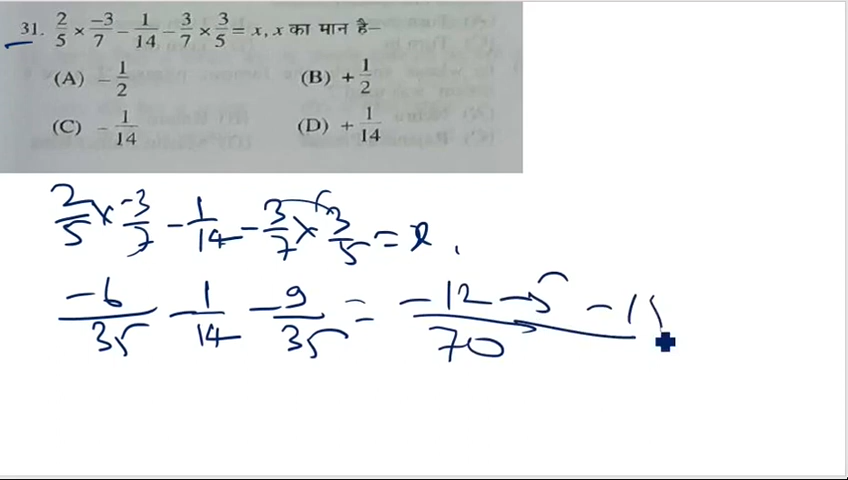 31. 2/5 × -3/7 - 1/14 - 3/7 × 3/5 = x, x का मान है–
(A) - 1/2 (B) + 1/2
(C) - 1/14 (D) + 1/14
2/5 × -3/7 - 1/14 - 3/7 × 3/5 = x .
-6/35 - 1/14 - 9/35 = -12 - 5 - 1 /70